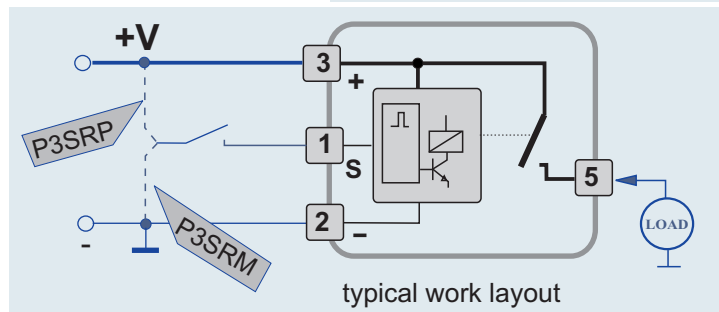 +V
3
+
P3SRP
1
S
5
LOAD
2
-
-
P3SRM
typical work layout